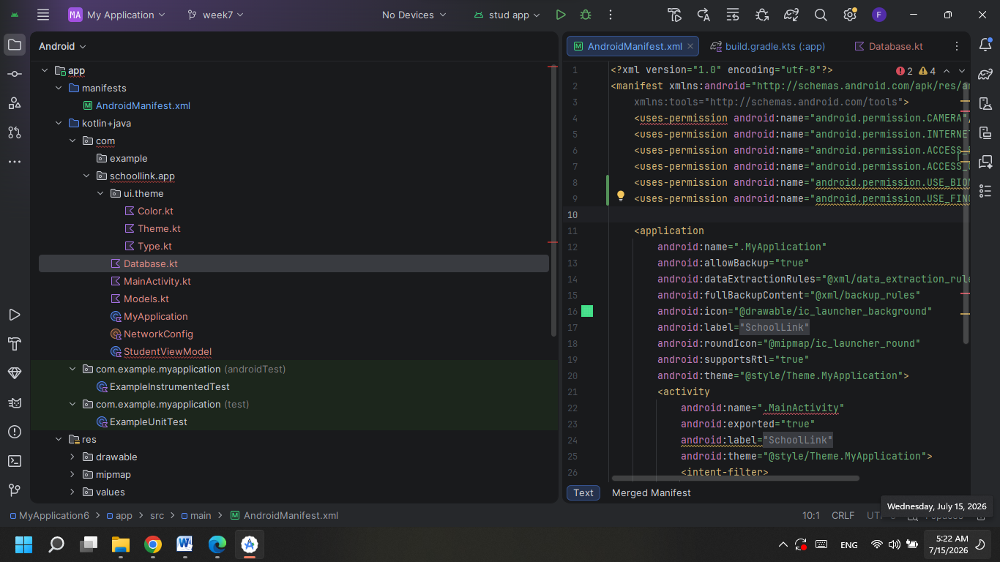 MA My Application
week7
No Devices
stud app
F
Android
app
manifests
AndroidManifest.xml
kotlin+java
com
example
schoollink.app
ui.theme
Color.kt
Theme.kt
Type.kt
Database.kt
MainActivity.kt
Models.kt
MyApplication
NetworkConfig
StudentViewModel
com.example.myapplication (androidTest)
ExampleInstrumentedTest
com.example.myapplication (test)
ExampleUnitTest
res
drawable
mipmap
values
AndroidManifest.xml
build.gradle.kts (:app)
Database.kt
2 4
1 <?xml version="1.0" encoding="utf-8"?>
2 <manifest xmlns:android="http://schemas.android.com/apk/res/an
3 xmlns:tools="http://schemas.android.com/tools">
4 <uses-permission android:name="android.permission.CAMERA"
5 <uses-permission android:name="android.permission.INTERNET
6 <uses-permission android:name="android.permission.ACCESS_
7 <uses-permission android:name="android.permission.ACCESS_
8 <uses-permission android:name="android.permission.USE_BIO
9 <uses-permission android:name="android.permission.USE_FIN
10
11 <application
12 android:name=".MyApplication"
13 android:allowBackup="true"
14 android:dataExtractionRules="@xml/data_extraction_rule
15 android:fullBackupContent="@xml/backup_rules"
16 android:icon="@drawable/ic_launcher_background"
17 android:label="SchoolLink"
18 android:roundIcon="@mipmap/ic_launcher_round"
19 android:supportsRtl="true"
20 android:theme="@style/Theme.MyApplication">
21 <activity
22 android:name=".MainActivity"
23 android:exported="true"
24 android:label="SchoolLink"
25 android:theme="@style/Theme.MyApplication">
26 <intent-filter>
Text
Merged Manifest
Wednesday, July 15, 2026
MyApplication6 > app > src > main > AndroidManifest.xml
10:1 CRLF
ENG
5:22 AM
7/15/2026